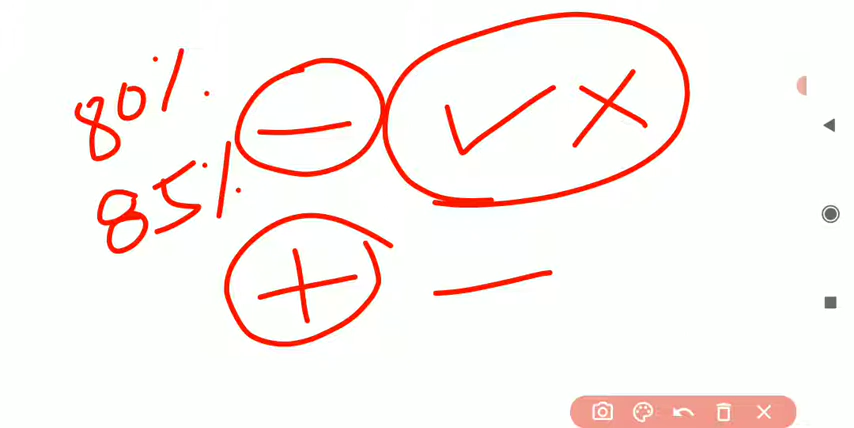 80% − ✓ ✗
85%
+ −